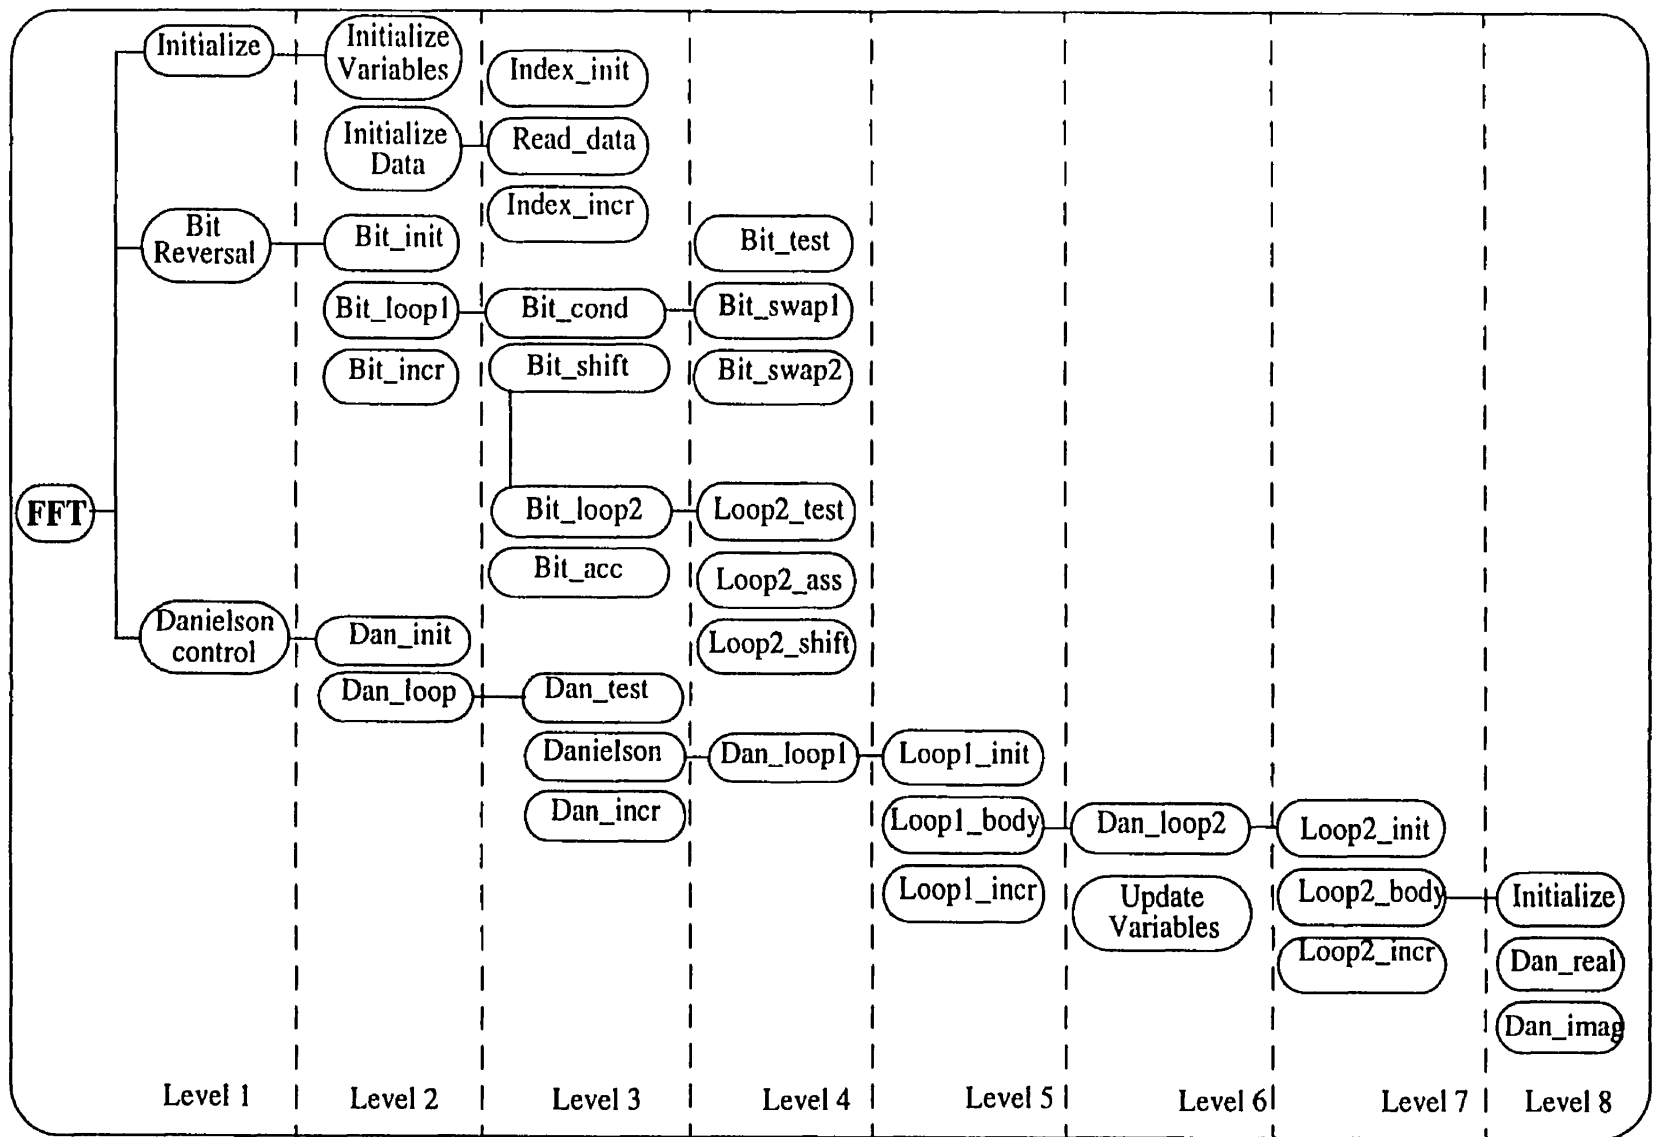 Initialize
Initialize
Variables
Index_init
Initialize
Data
Read_data
Index_incr
Bit
Reversal
Bit_init
Bit_test
Bit_loop1
Bit_cond
Bit_swap1
Bit_incr
Bit_shift
Bit_swap2
FFT
Bit_loop2
Loop2_test
Bit_acc
Loop2_ass
Danielson
control
Dan_init
Loop2_shift
Dan_loop
Dan_test
Danielson
Dan_loop1
Loop1_init
Dan_incr
Loop1_body
Dan_loop2
Loop2_init
Loop1_incr
Update
Variables
Loop2_body
Initialize
Loop2_incr
Dan_real
Dan_imag
Level 1
Level 2
Level 3
Level 4
Level 5
Level 6
Level 7
Level 8